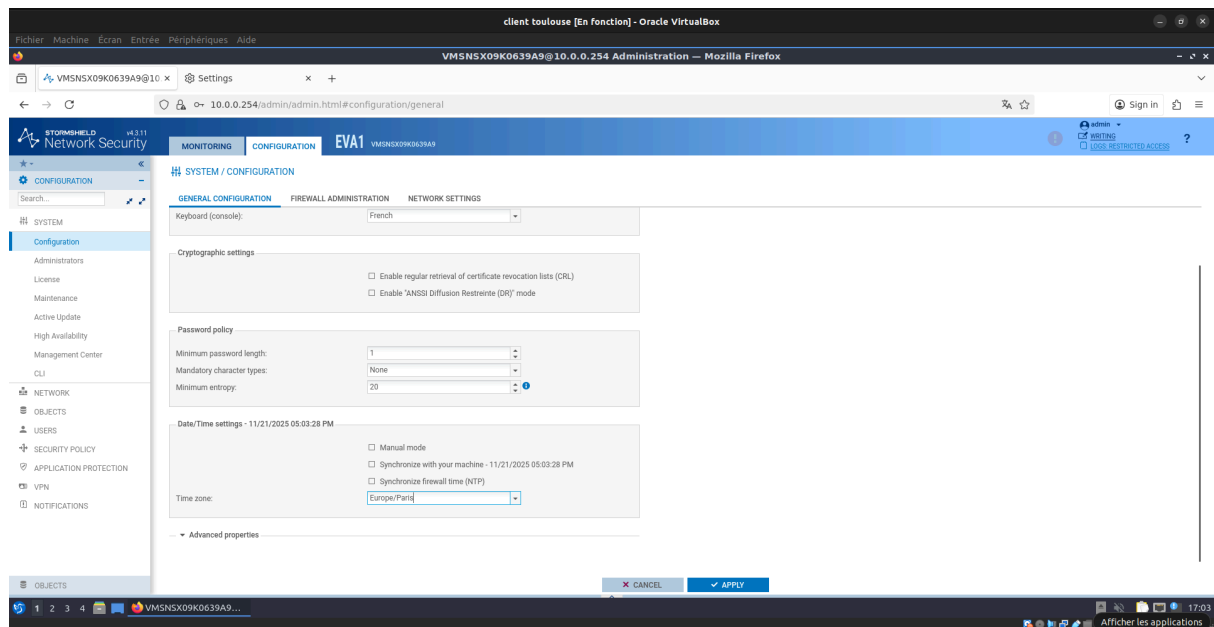 client toulouse [En fonction] - Oracle VirtualBox
Fichier Machine Écran Entrée Périphériques Aide
VMSNSX09K0639A9@10.0.0.254 Administration — Mozilla Firefox
VMSNSX09K0639A9@10 × Settings × +
10.0.0.254/admin/admin.html#configuration/general Sign in
STORMSHIELD v4.3.11
Network Security
MONITORING CONFIGURATION EVA1 VMSNSX09K0639A9
admin
WRITING
LOGS: RESTRICTED ACCESS
?
CONFIGURATION
Search...
SYSTEM
Configuration
Administrators
License
Maintenance
Active Update
High Availability
Management Center
CLI
NETWORK
OBJECTS
USERS
SECURITY POLICY
APPLICATION PROTECTION
VPN
NOTIFICATIONS
OBJECTS
SYSTEM / CONFIGURATION
GENERAL CONFIGURATION FIREWALL ADMINISTRATION NETWORK SETTINGS
Keyboard (console): French
Cryptographic settings
Enable regular retrieval of certificate revocation lists (CRL)
Enable "ANSSI Diffusion Restreinte (DR)" mode
Password policy
Minimum password length: 1
Mandatory character types: None
Minimum entropy: 20
Date/Time settings - 11/21/2025 05:03:28 PM
Manual mode
Synchronize with your machine - 11/21/2025 05:03:28 PM
Synchronize firewall time (NTP)
Time zone: Europe/Paris
Advanced properties
CANCEL APPLY
1 2 3 4 VMSNSX09K0639A9... 17:03
Afficher les applications